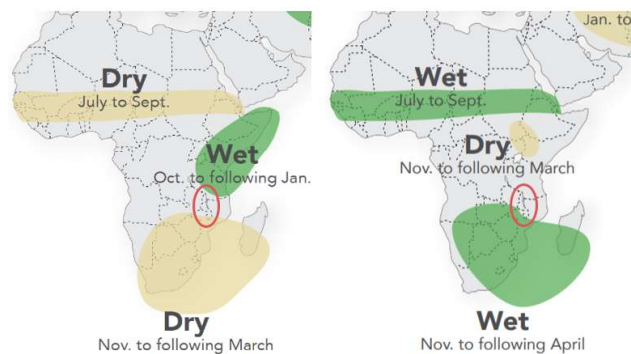 Dry
July to Sept.
Wet
Oct. to following Jan.
Dry
Nov. to following March
Jan. to
Wet
July to Sept.
Dry
Nov. to following March
Wet
Nov. to following April